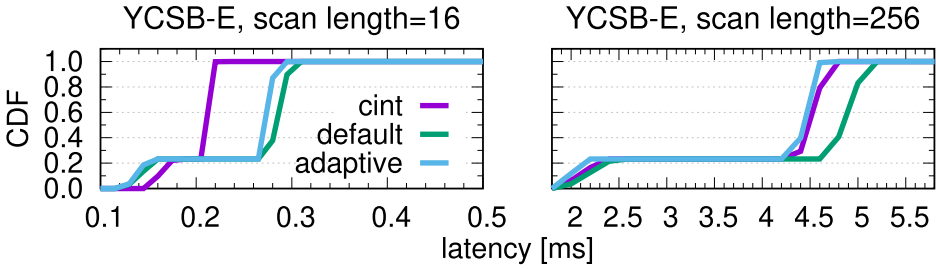 YCSB-E, scan length=16
YCSB-E, scan length=256
CDF
1.0
0.8
0.6
0.4
0.2
0.0
cint
default
adaptive
0.1 0.2 0.3 0.4 0.5
2 2.5 3 3.5 4 4.5 5 5.5
latency [ms]